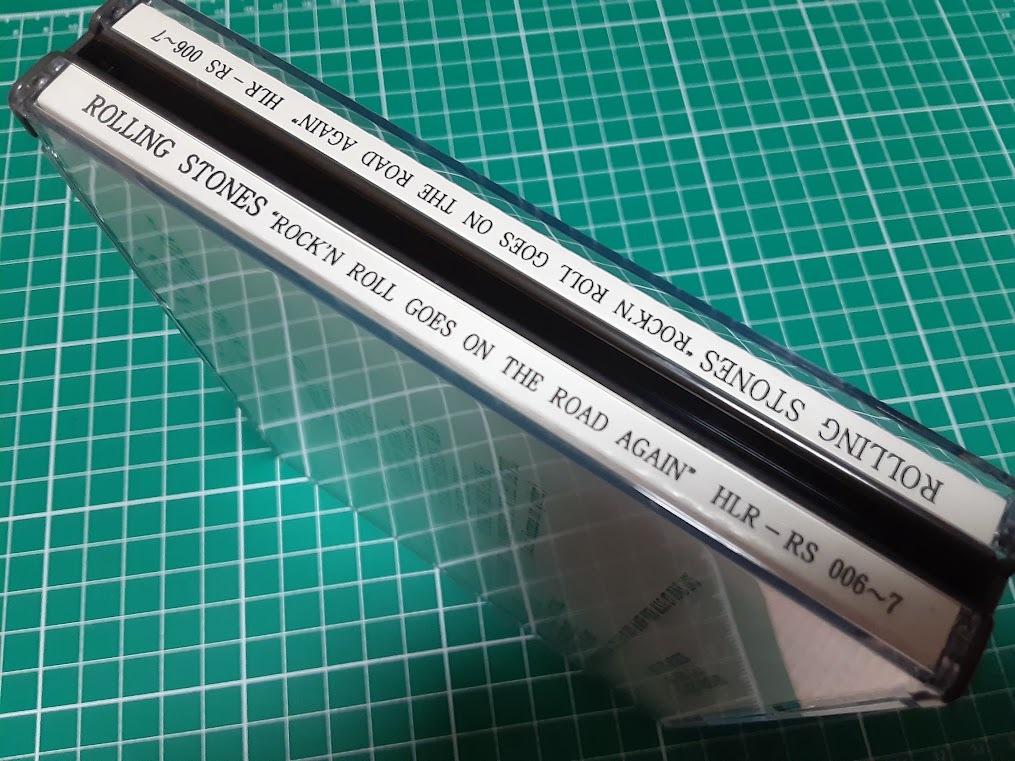 ROLLING STONES "ROCK'N ROLL GOES ON THE ROAD AGAIN" HLR-RS 006~7
ROLLING STONES "ROCK'N ROLL GOES ON THE ROAD AGAIN" HLR-RS 006~7